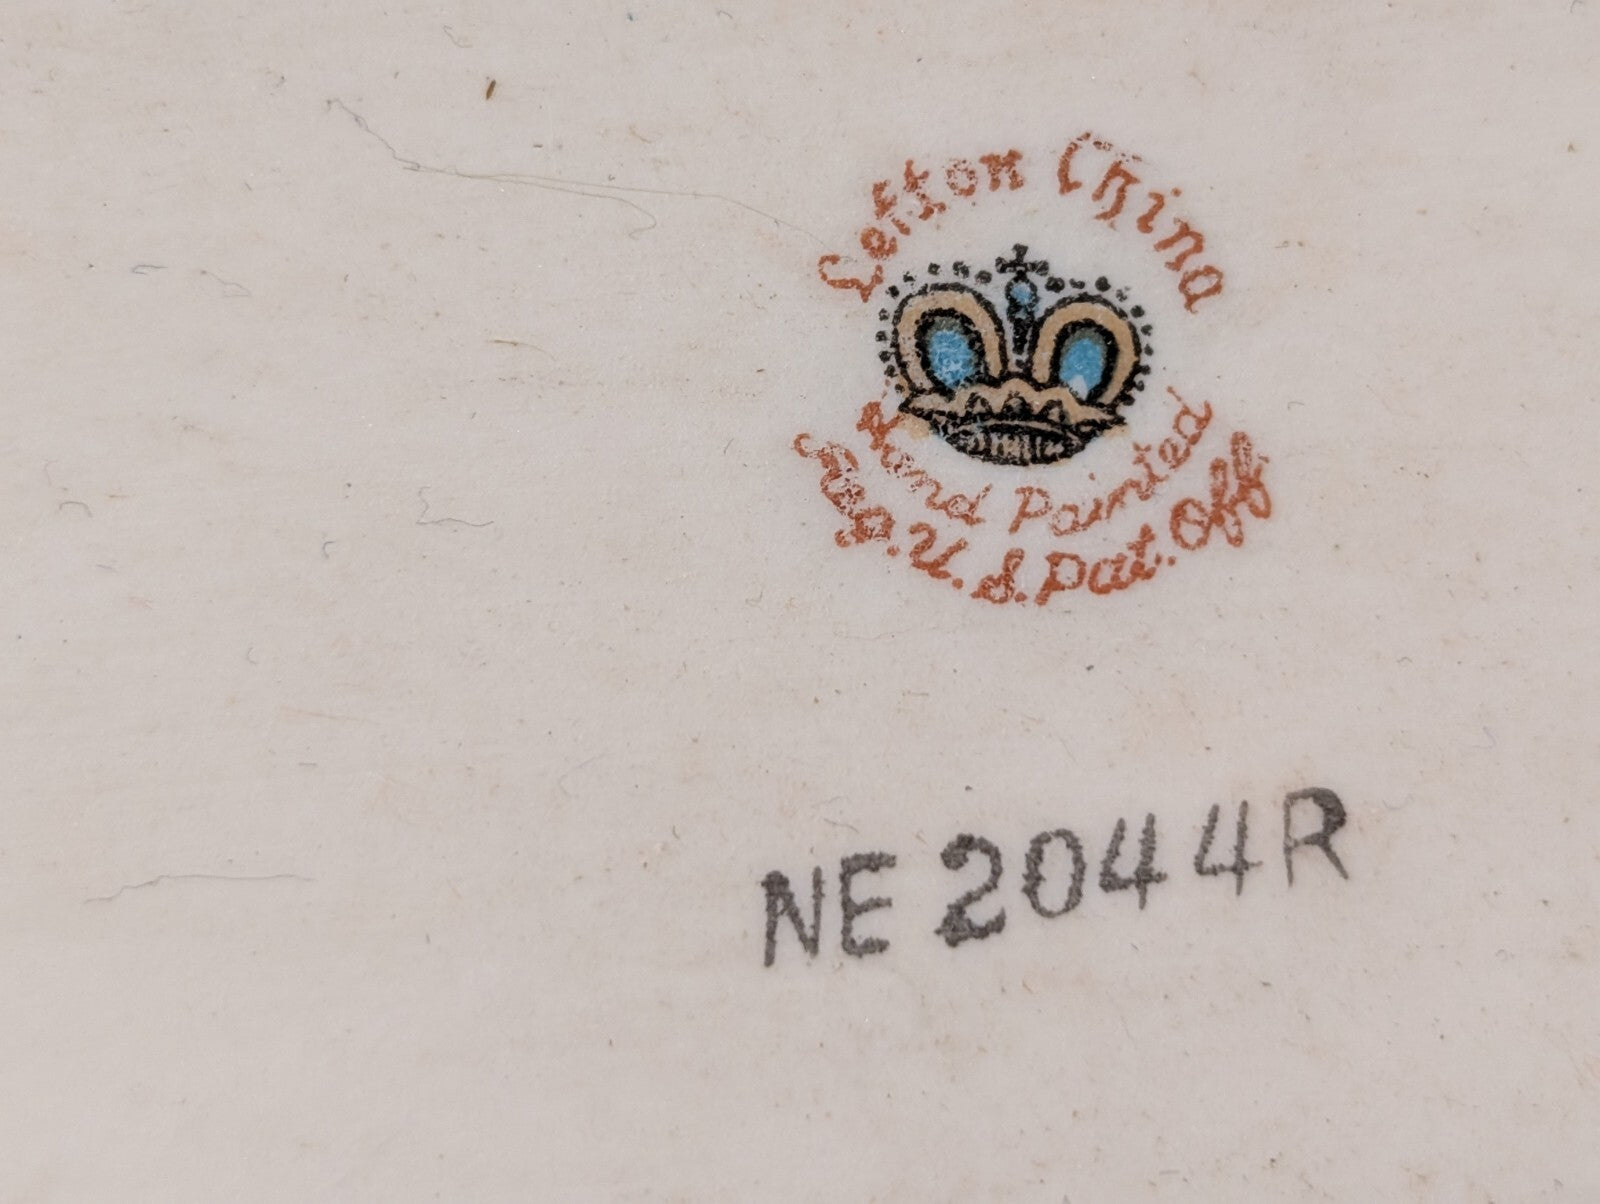 Lefton China
Hand Painted
Reg. U. S. Pat. Off.
NE 2044R